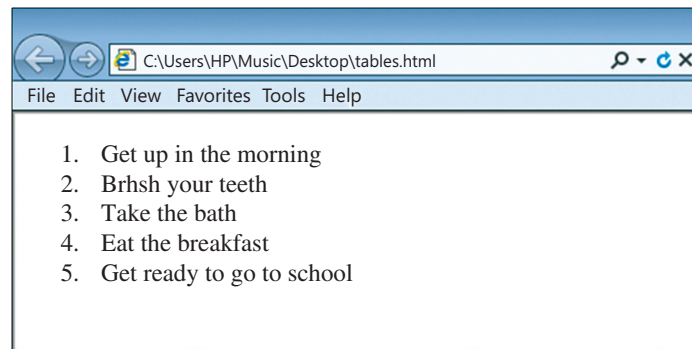 C:\Users\HP\Music\Desktop\tables.html
File Edit View Favorites Tools Help
1. Get up in the morning
2. Brhsh your teeth
3. Take the bath
4. Eat the breakfast
5. Get ready to go to school